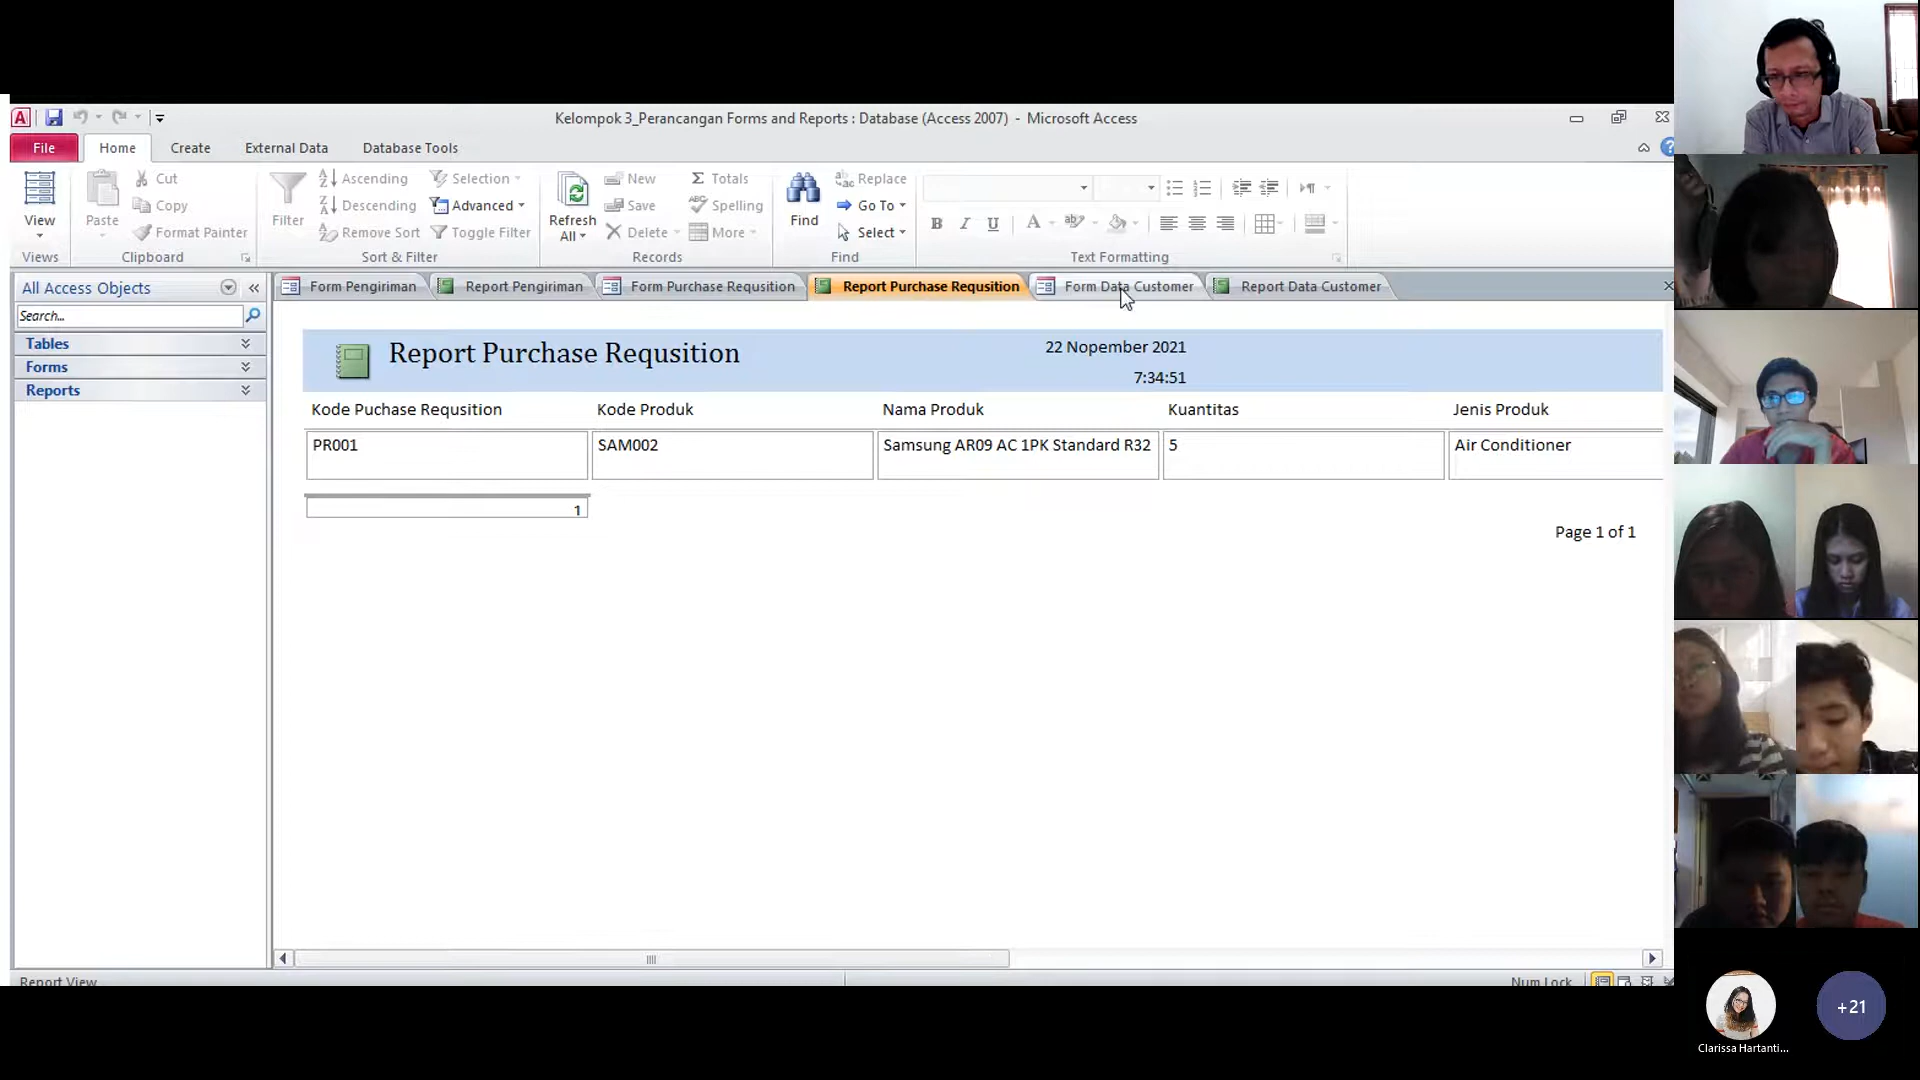 Kelompok 3_Perancangan Forms and Reports : Database (Access 2007) - Microsoft Access
File Home Create External Data Database Tools
View
Views
Paste
Cut
Copy
Format Painter
Clipboard
Filter
Ascending
Descending
Remove Sort
Selection
Advanced
Toggle Filter
Sort & Filter
Refresh
All
New
Save
Delete
Totals
Spelling
More
Records
Find
Replace
Go To
Select
Find
B I U A
Text Formatting
All Access Objects
Search...
Tables
Forms
Reports
Form Pengiriman Report Pengiriman Form Purchase Requsition Report Purchase Requsition Form Data Customer Report Data Customer
Report Purchase Requsition
22 Nopember 2021
7:34:51
Kode Puchase Requsition Kode Produk Nama Produk Kuantitas Jenis Produk
PR001 SAM002 Samsung AR09 AC 1PK Standard R32 5 Air Conditioner
1
Page 1 of 1
Report View
Num Lock
Clarissa Hartanti...
+21